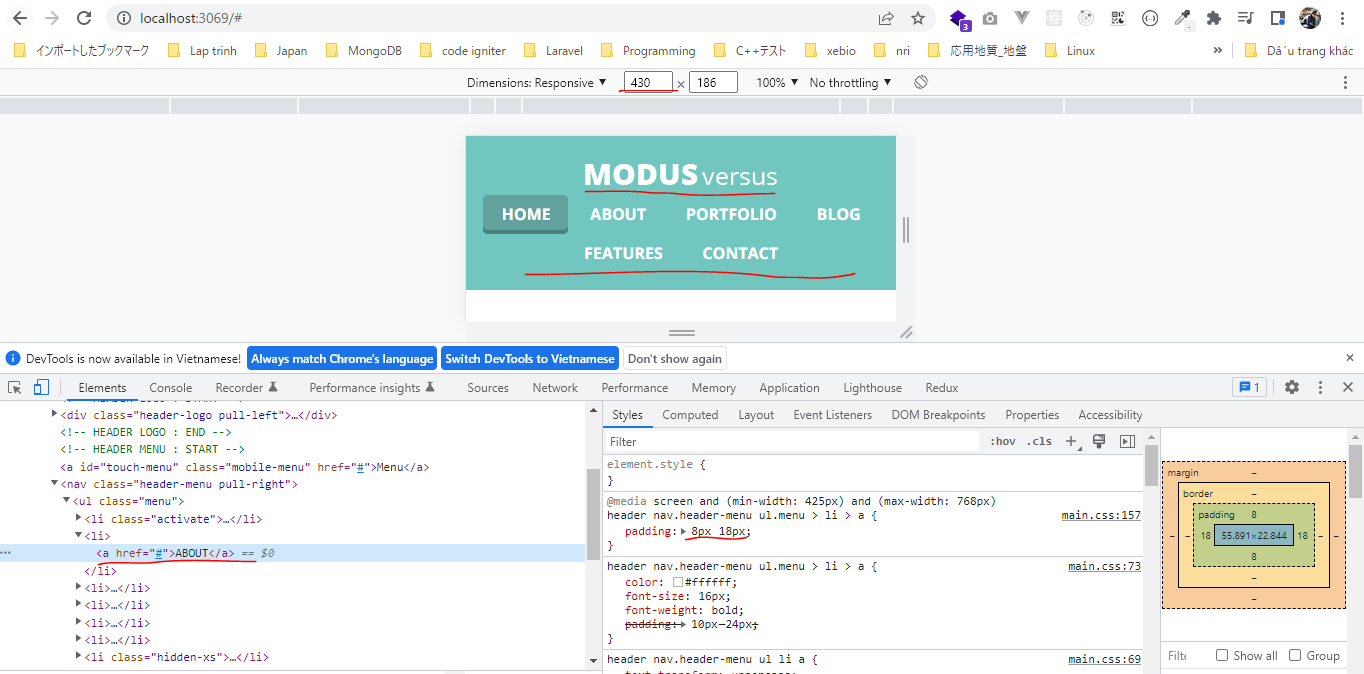 localhost:3069/#
3
インポートしたブックマーク Lap trinh Japan MongoDB code igniter Laravel Programming C++テスト xebio nri 応用地質_地盤 Linux » Dấu trang khác
Dimensions: Responsive ▼ 430 × 186 100% ▼ No throttling ▼
MODUS versus
HOME ABOUT PORTFOLIO BLOG
FEATURES CONTACT
DevTools is now available in Vietnamese! Always match Chrome's language Switch DevTools to Vietnamese Don't show again
Elements Console Recorder Performance insights Sources Network Performance Memory Application Lighthouse Redux 1
<div class="header-logo pull-left">…</div>
<!-- HEADER LOGO : END -->
<!-- HEADER MENU : START -->
<a id="touch-menu" class="mobile-menu" href="#">Menu</a>
<nav class="header-menu pull-right">
<ul class="menu">
<li class="activate">…</li>
<li>
<a href="#">ABOUT</a> == $0
</li>
<li>…</li>
<li>…</li>
<li>…</li>
<li>…</li>
<li class="hidden-xs">…</li>
Styles Computed Layout Event Listeners DOM Breakpoints Properties Accessibility
Filter :hov .cls +
element.style {
}
@media screen and (min-width: 425px) and (max-width: 768px)
header nav.header-menu ul.menu > li > a { main.css:157
padding: 8px 18px;
}
header nav.header-menu ul.menu > li > a { main.css:73
color: #ffffff;
font-size: 16px;
font-weight: bold;
padding: 10px 24px;
}
header nav.header-menu ul li a { main.css:69
margin –
border –
padding 8
– – 18 55.891×22.844 18 – –
8
–
–
Show all Group